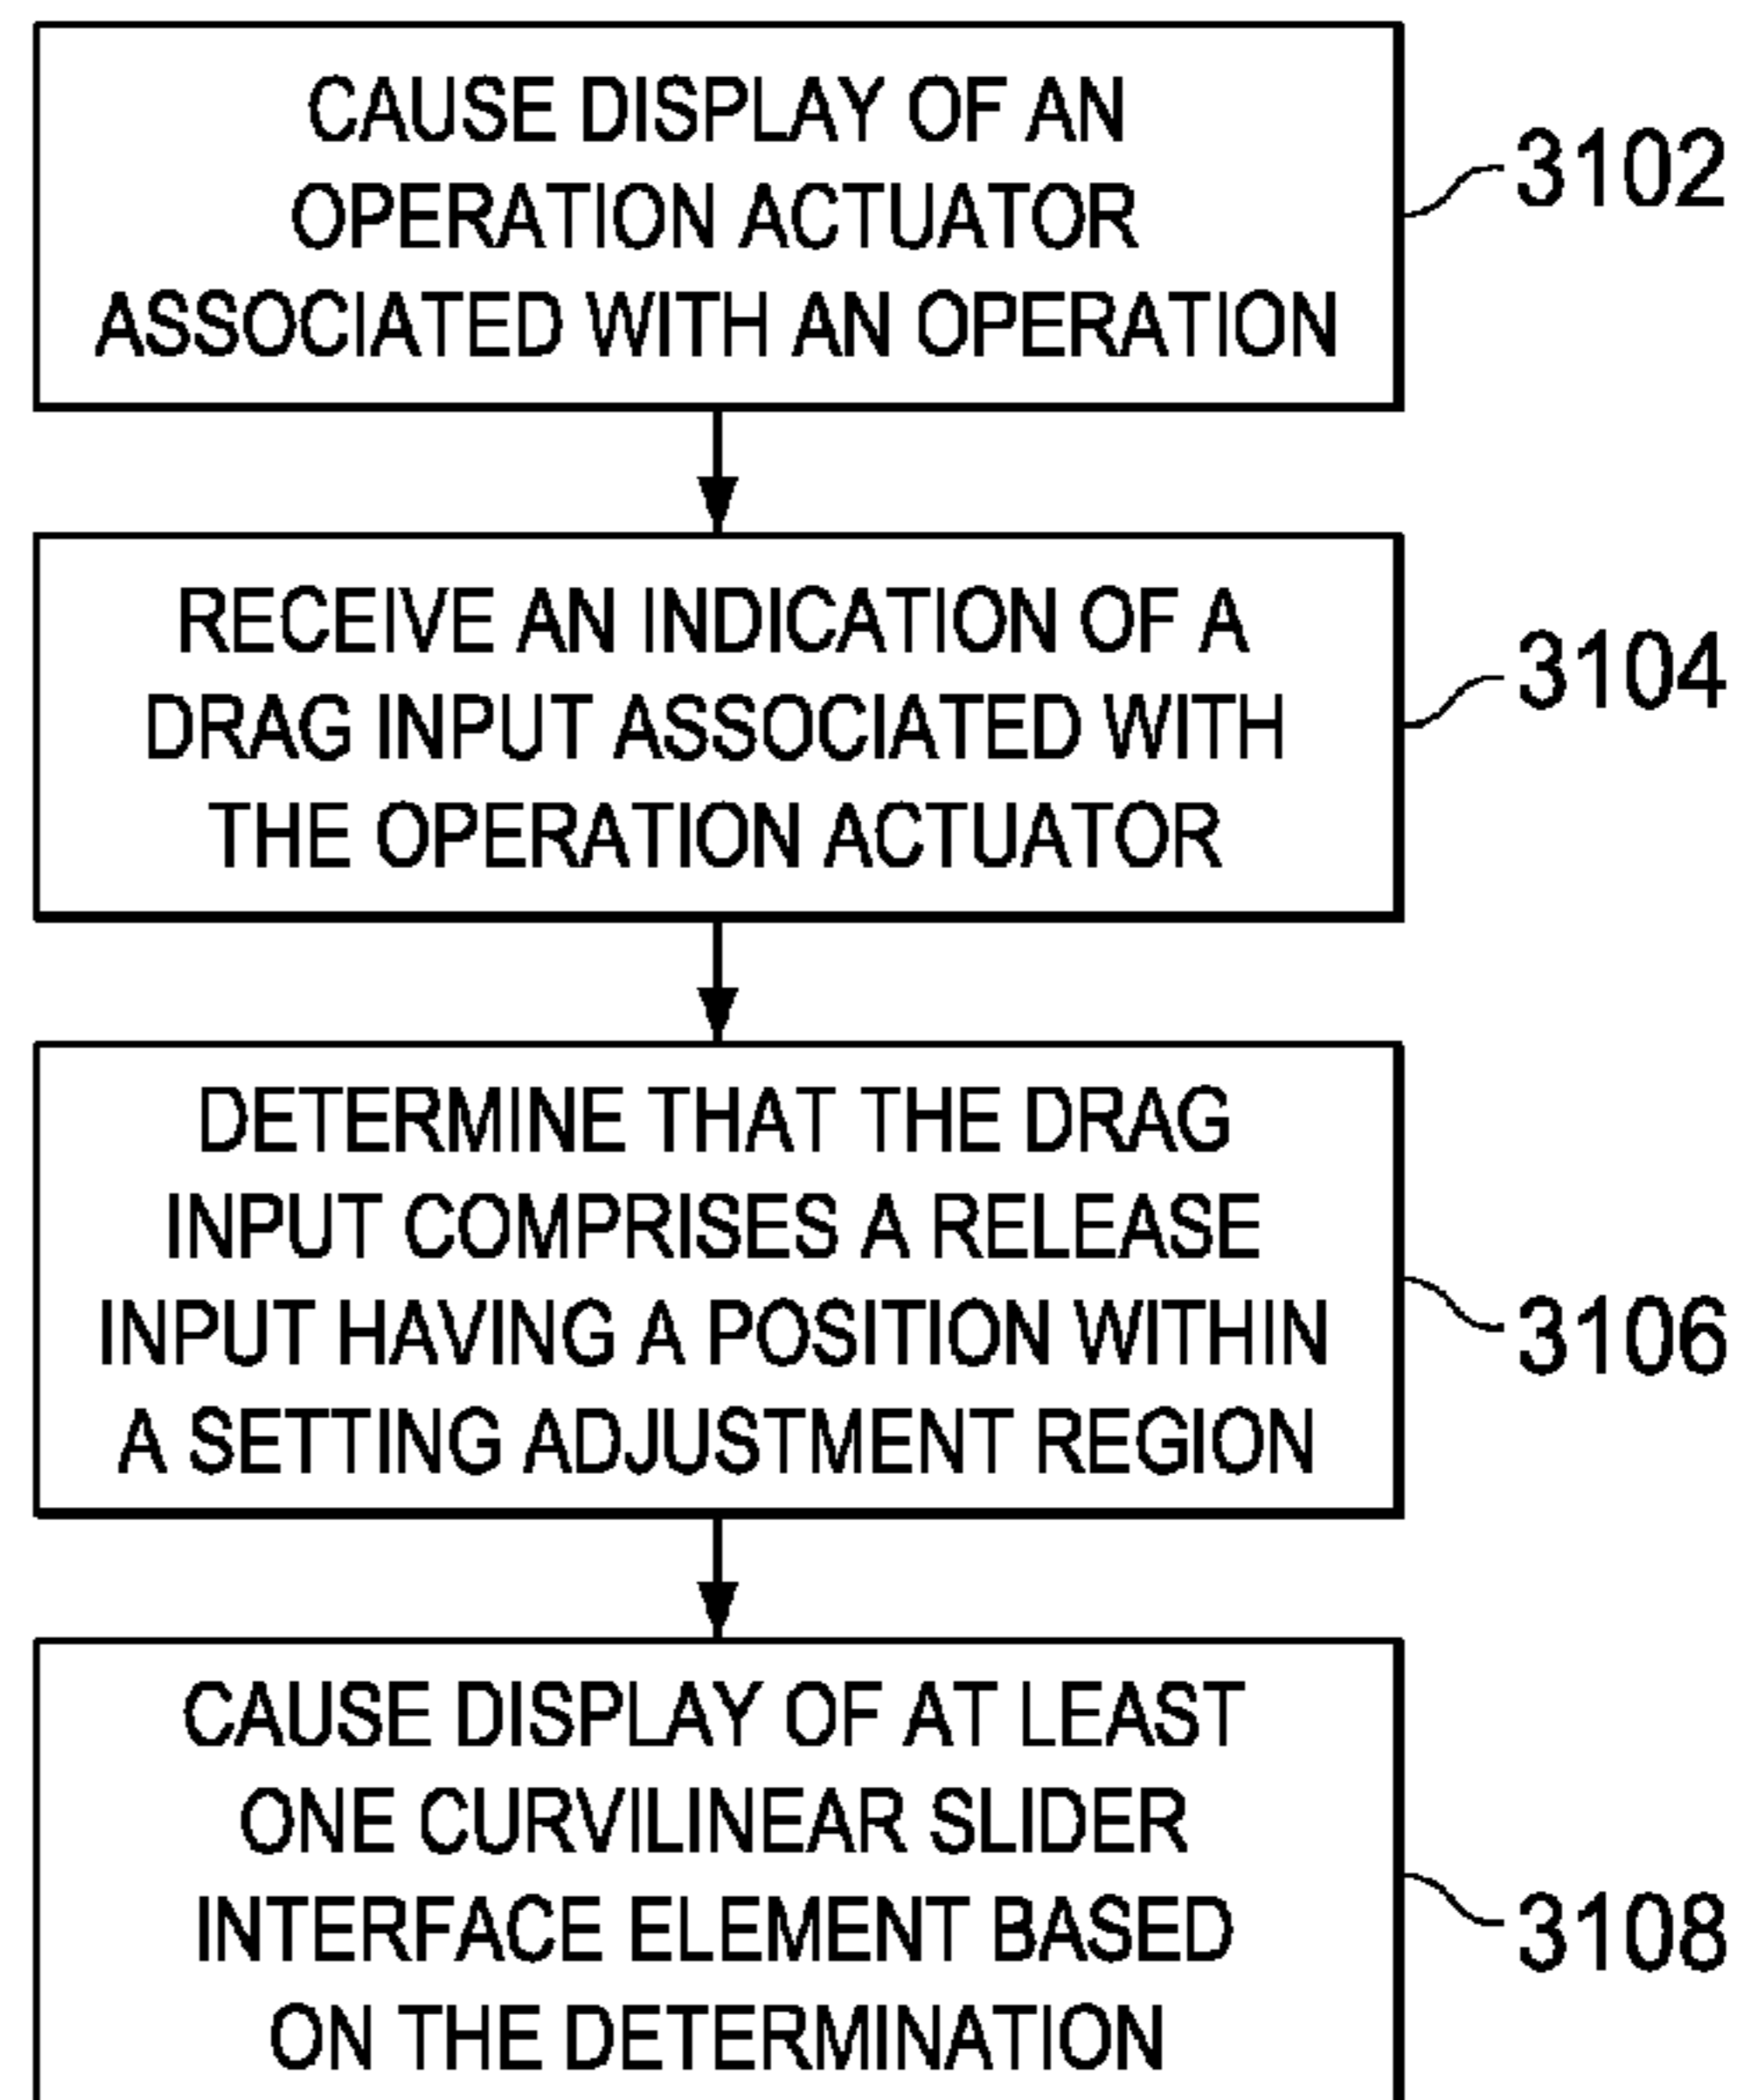 CAUSE DISPLAY OF AN
OPERATION ACTUATOR
ASSOCIATED WITH AN OPERATION
3102
RECEIVE AN INDICATION OF A
DRAG INPUT ASSOCIATED WITH
THE OPERATION ACTUATOR
3104
DETERMINE THAT THE DRAG
INPUT COMPRISES A RELEASE
INPUT HAVING A POSITION WITHIN
A SETTING ADJUSTMENT REGION
3106
CAUSE DISPLAY OF AT LEAST
ONE CURVILINEAR SLIDER
INTERFACE ELEMENT BASED
ON THE DETERMINATION
3108